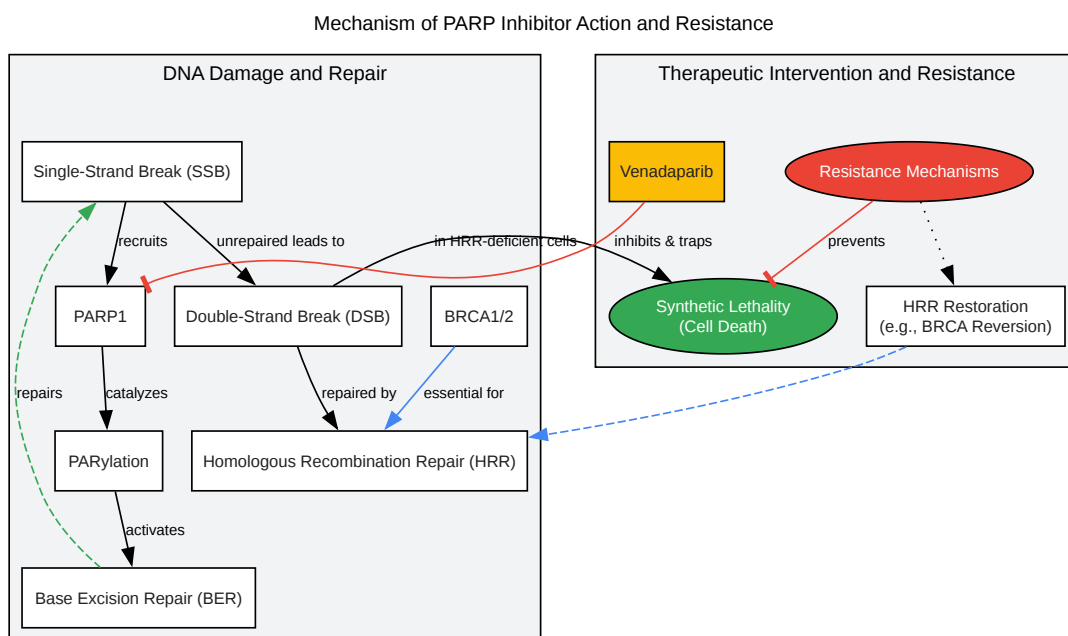 Mechanism of PARP Inhibitor Action and Resistance
DNA Damage and Repair
Therapeutic Intervention and Resistance
Single-Strand Break (SSB)
Venadaparib
Resistance Mechanisms
recruits
unrepaired leads to
in HRR-deficient cells
inhibits & traps
prevents
PARP1
Double-Strand Break (DSB)
BRCA1/2
Synthetic Lethality
(Cell Death)
HRR Restoration
(e.g., BRCA Reversion)
repairs
catalyzes
repaired by
essential for
PARylation
Homologous Recombination Repair (HRR)
activates
Base Excision Repair (BER)